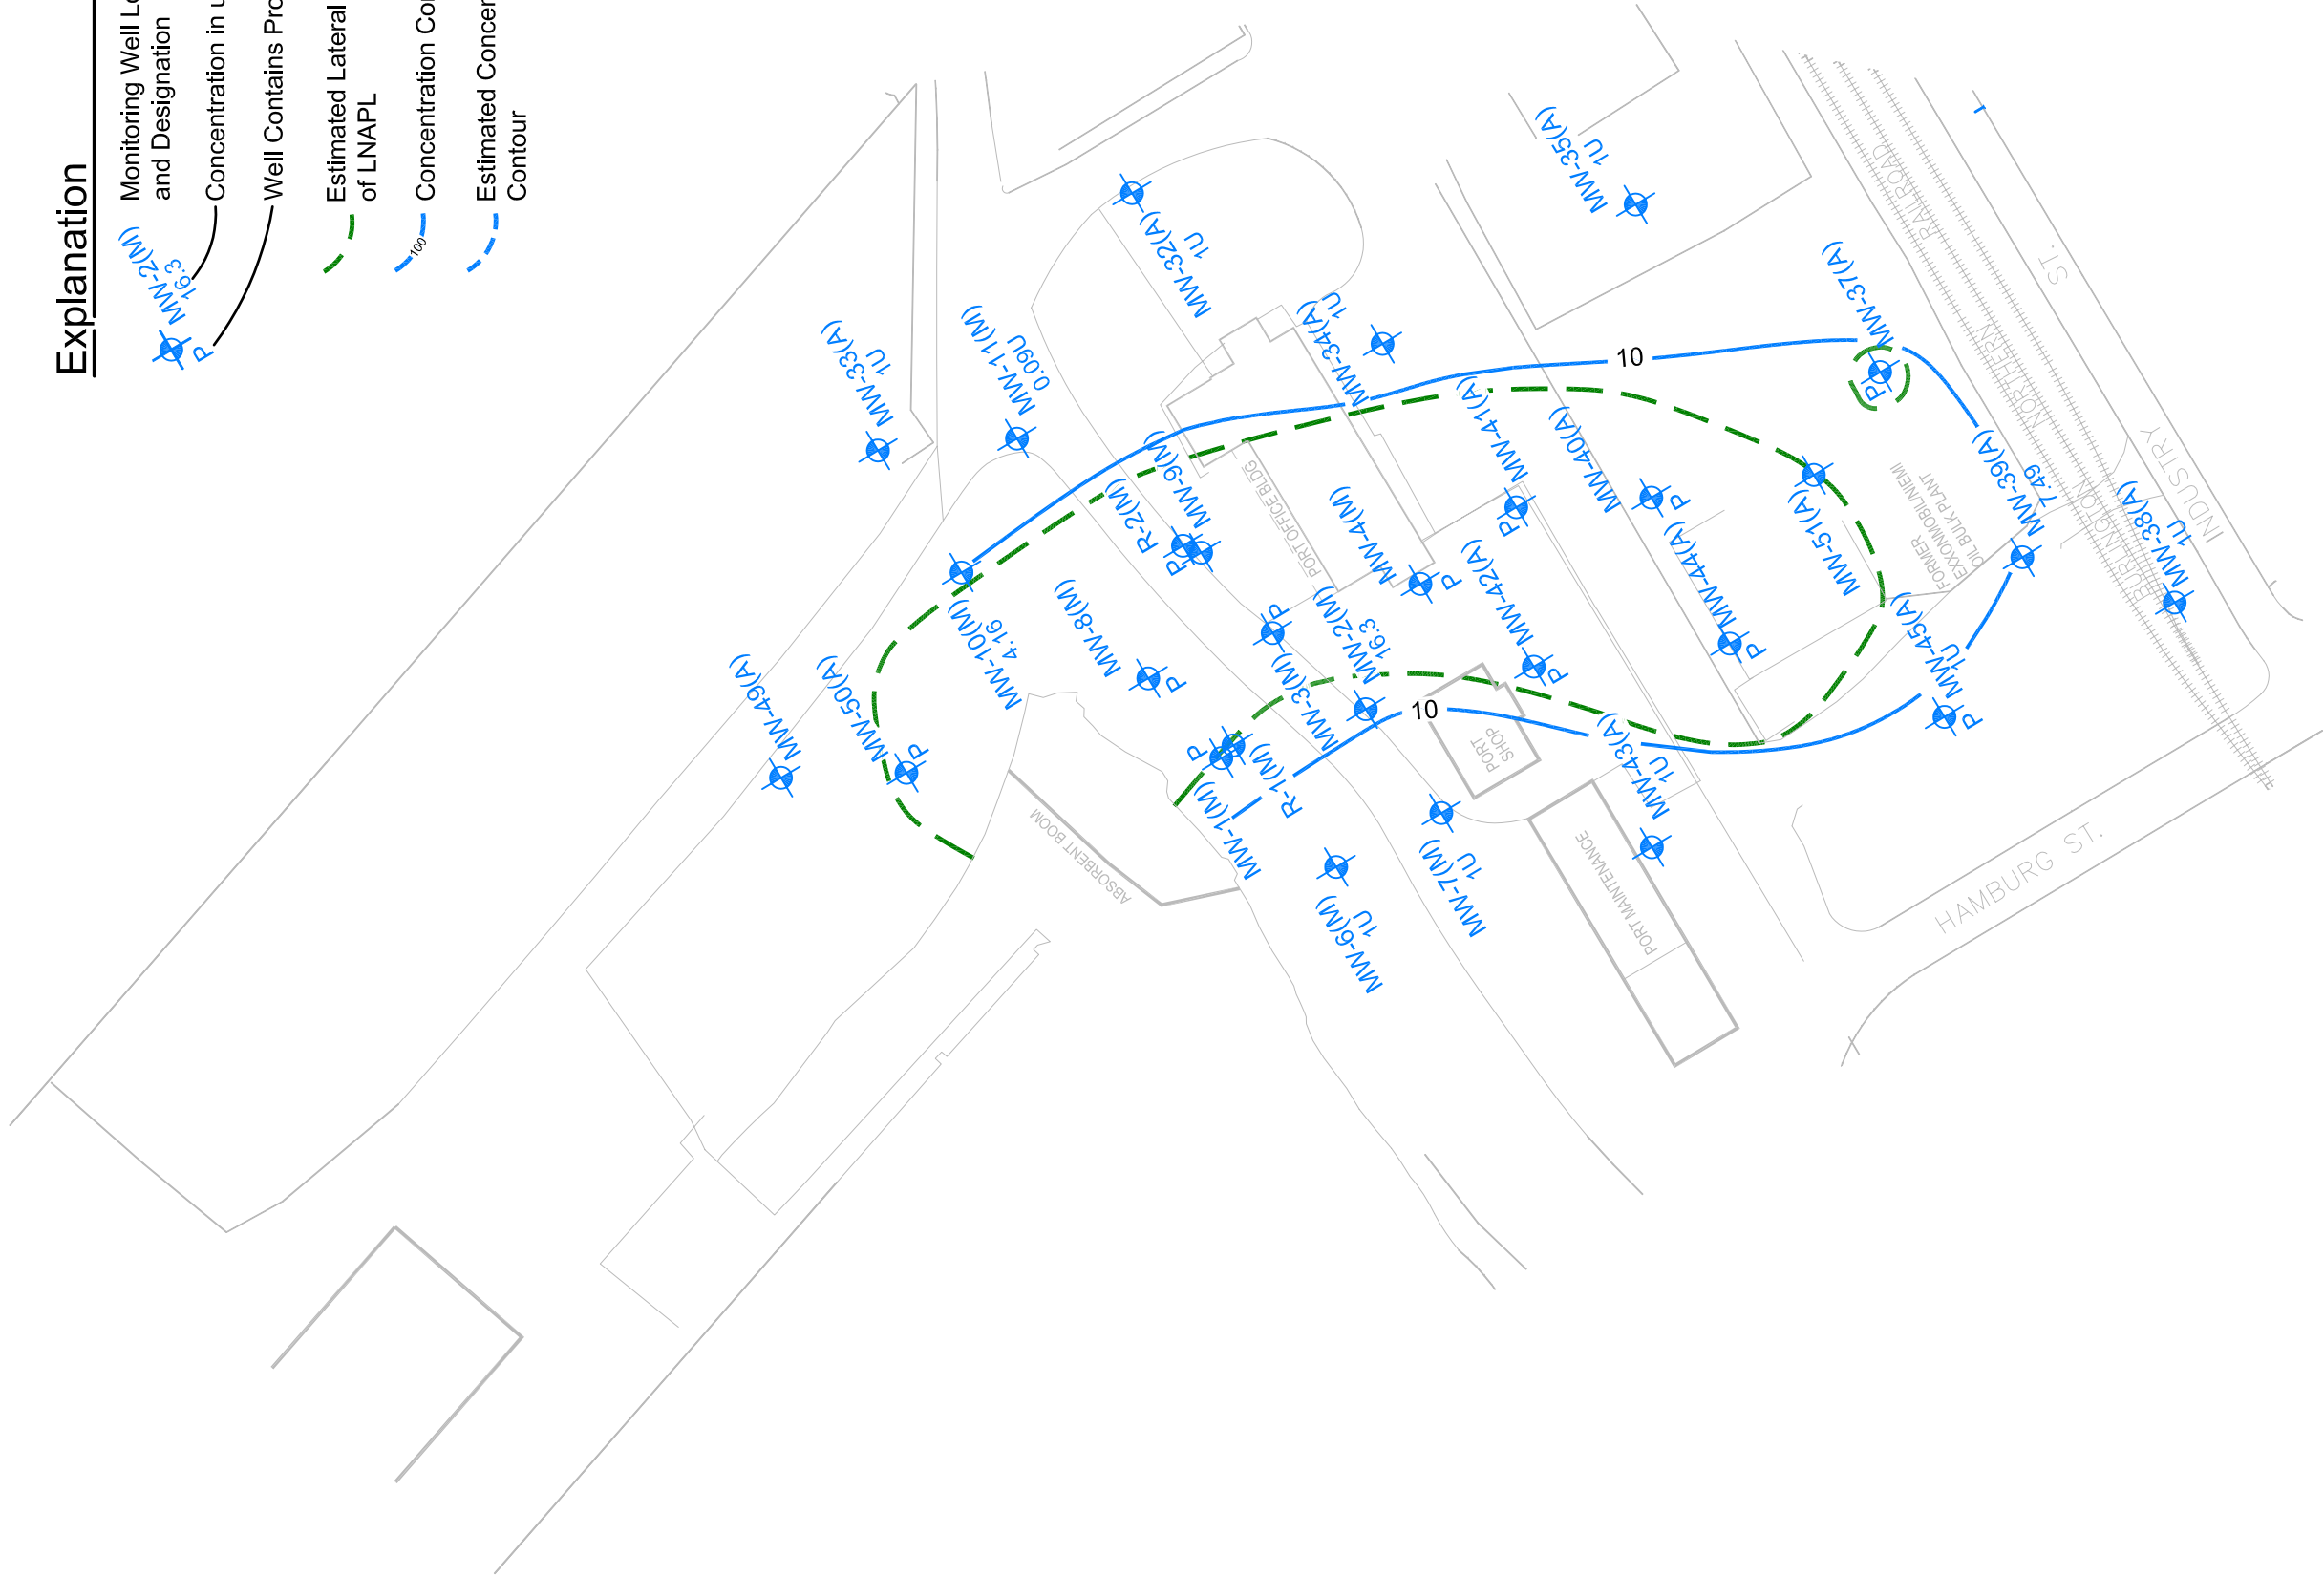 Explanation
MW-2(M)
16.3
P
Monitoring Well Lo
and Designation
Concentration in u
Well Contains Pro
Estimated Lateral
of LNAPL
100
Concentration Co
Estimated Concer
Contour
MW-33(A)
1U
MW-11(M)
0.09U
MW-32(A)
1U
MW-35(A)
1U
MW-34(A)
1U
MW-37(A)
P
10
MW-41(A)
P
MW-40(A)
P
R-2(M)
MW-9(M)
P
PORT OFFICE BLDG
MW-4(M)
P
MW-10(M)
4.16
MW-8(M)
P
MW-49(A)
MW-50(A)
P
P
MW-3(M)
MW-2(M)
16.3
MW-42(A)
P
MW-44(A)
P
MW-51(A)
FORMER
EXXONMOBIL/NIEMI
OIL BULK PLANT
MW-39(A)
7.49
MW-38(A)
1U
MW-45(A)
1U
P
10
PORT
SHOP
P
R-1(M)
MW-1(M)
MW-6(M)
1U
MW-7(M)
1U
MW-43(A)
1U
PORT MAINTENANCE
ABSORBENT BOOM
HAMBURG ST.
INDUSTRY
ST.
BURLINGTON
NORTHERN
RAILROAD